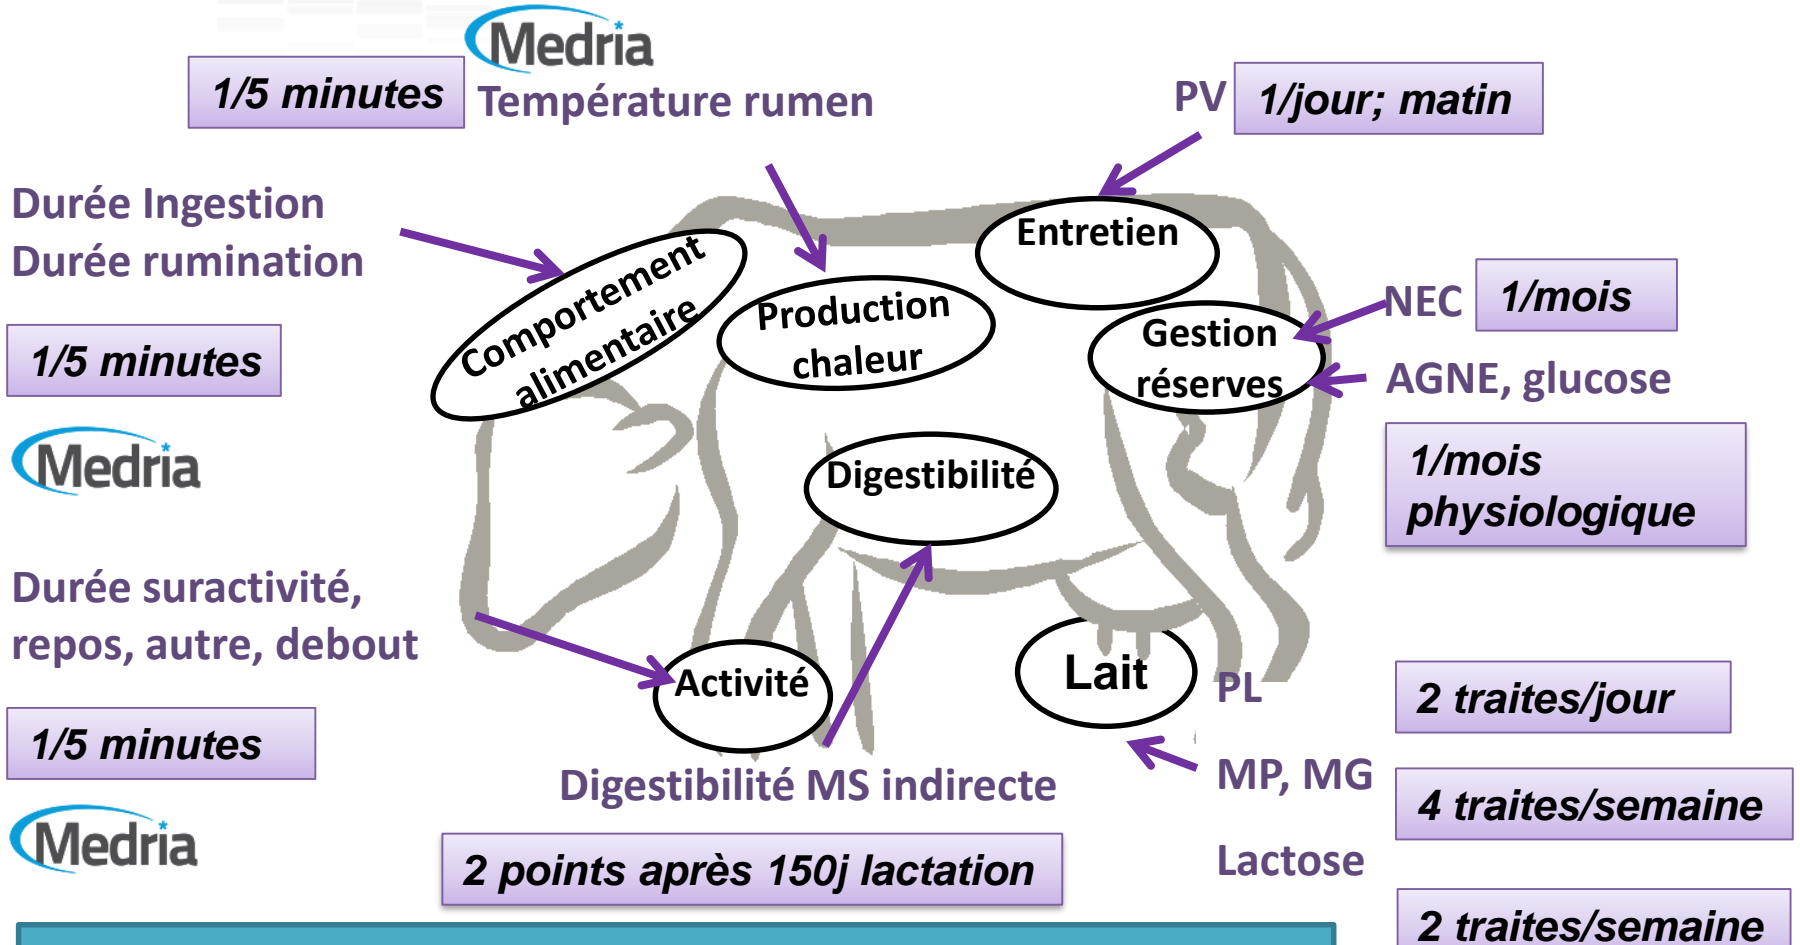 Medria
1/5 minutes
Température rumen
PV
1/jour; matin
Durée Ingestion
Durée rumination
1/5 minutes
Medria
Comportement
alimentaire
Production
chaleur
Entretien
Gestion
réserves
NEC
1/mois
AGNE, glucose
1/mois
physiologique
Digestibilité
Durée suractivité,
repos, autre, debout
1/5 minutes
Medria
Activité
Lait
PL
2 traites/jour
MP, MG
4 traites/semaine
Lactose
2 traites/semaine
Digestibilité MS indirecte
2 points après 150j lactation